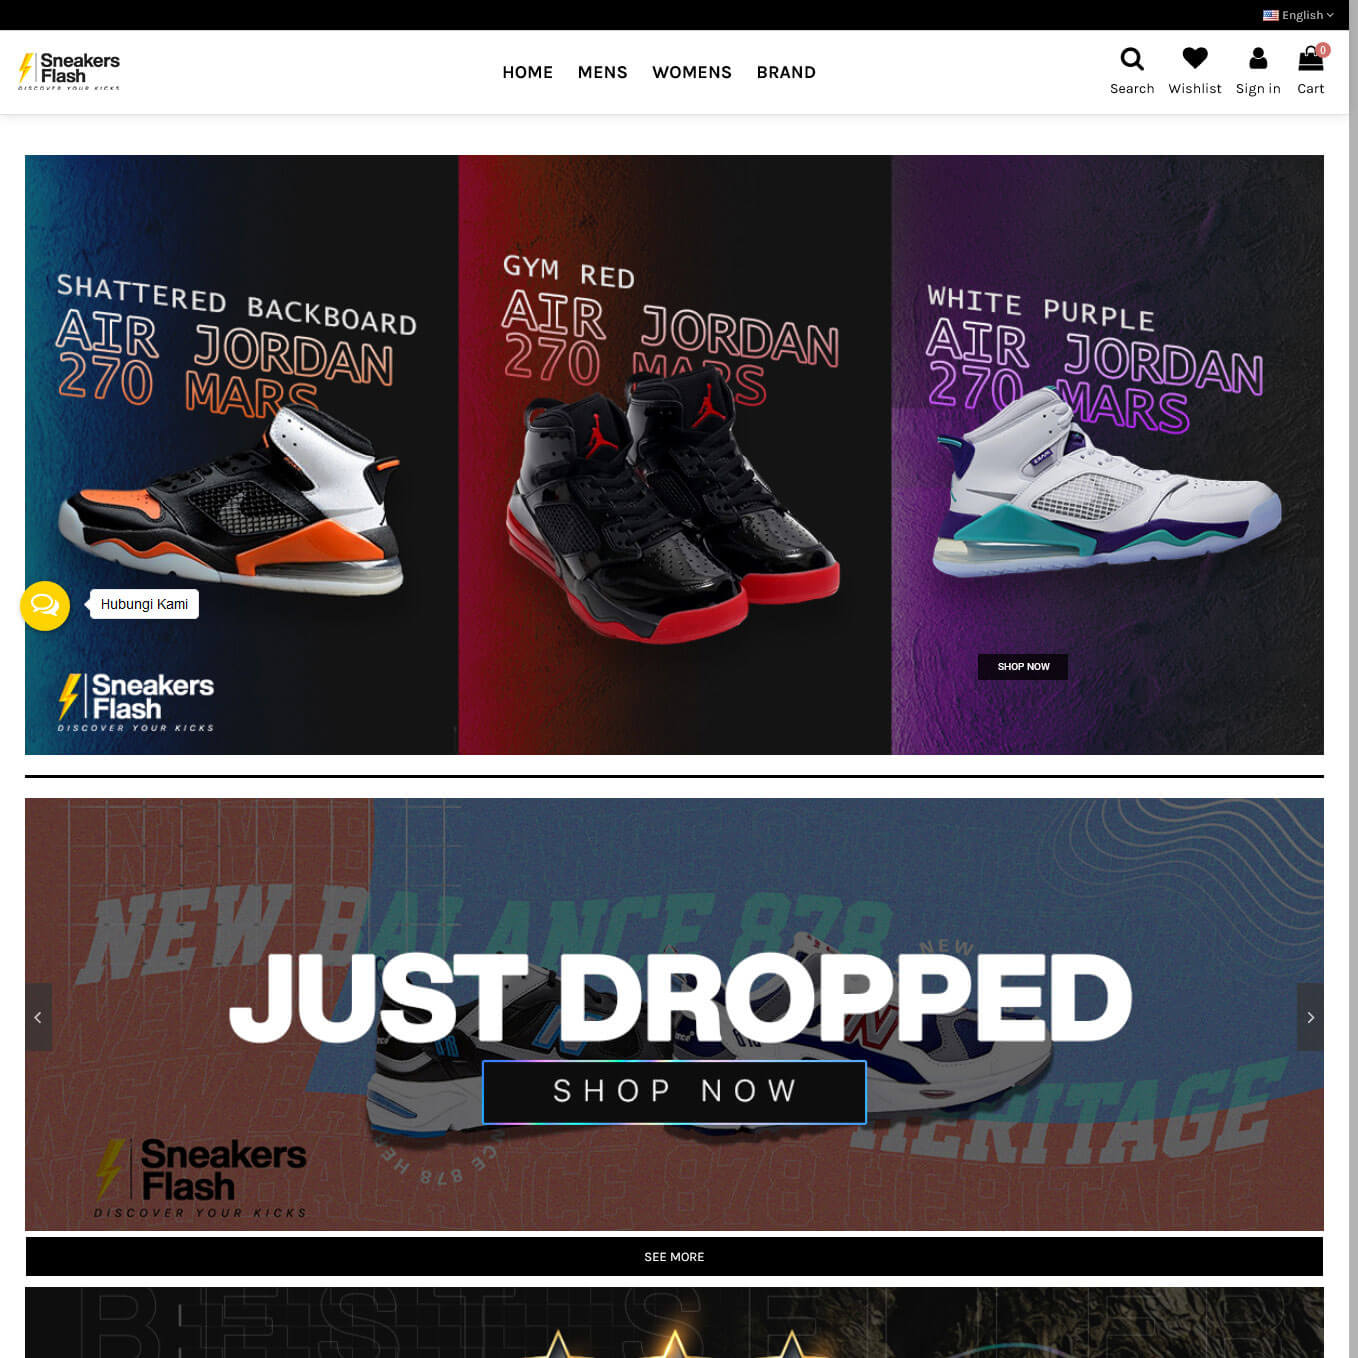 English
Sneakers
Flash
DISCOVER YOUR KICKS
HOME MENS WOMENS BRAND
0
Search Wishlist Sign in Cart
SHATTERED BACKBOARD
AIR JORDAN
270 MARS
GYM RED
AIR JORDAN
270 MARS
WHITE PURPLE
AIR JORDAN
270 MARS
Hubungi Kami
SHOP NOW
Sneakers
Flash
DISCOVER YOUR KICKS
NEW BALANCE 878
NEW
JUST DROPPED
SHOP NOW
HERITAGE
Sneakers
Flash
DISCOVER YOUR KICKS
SEE MORE